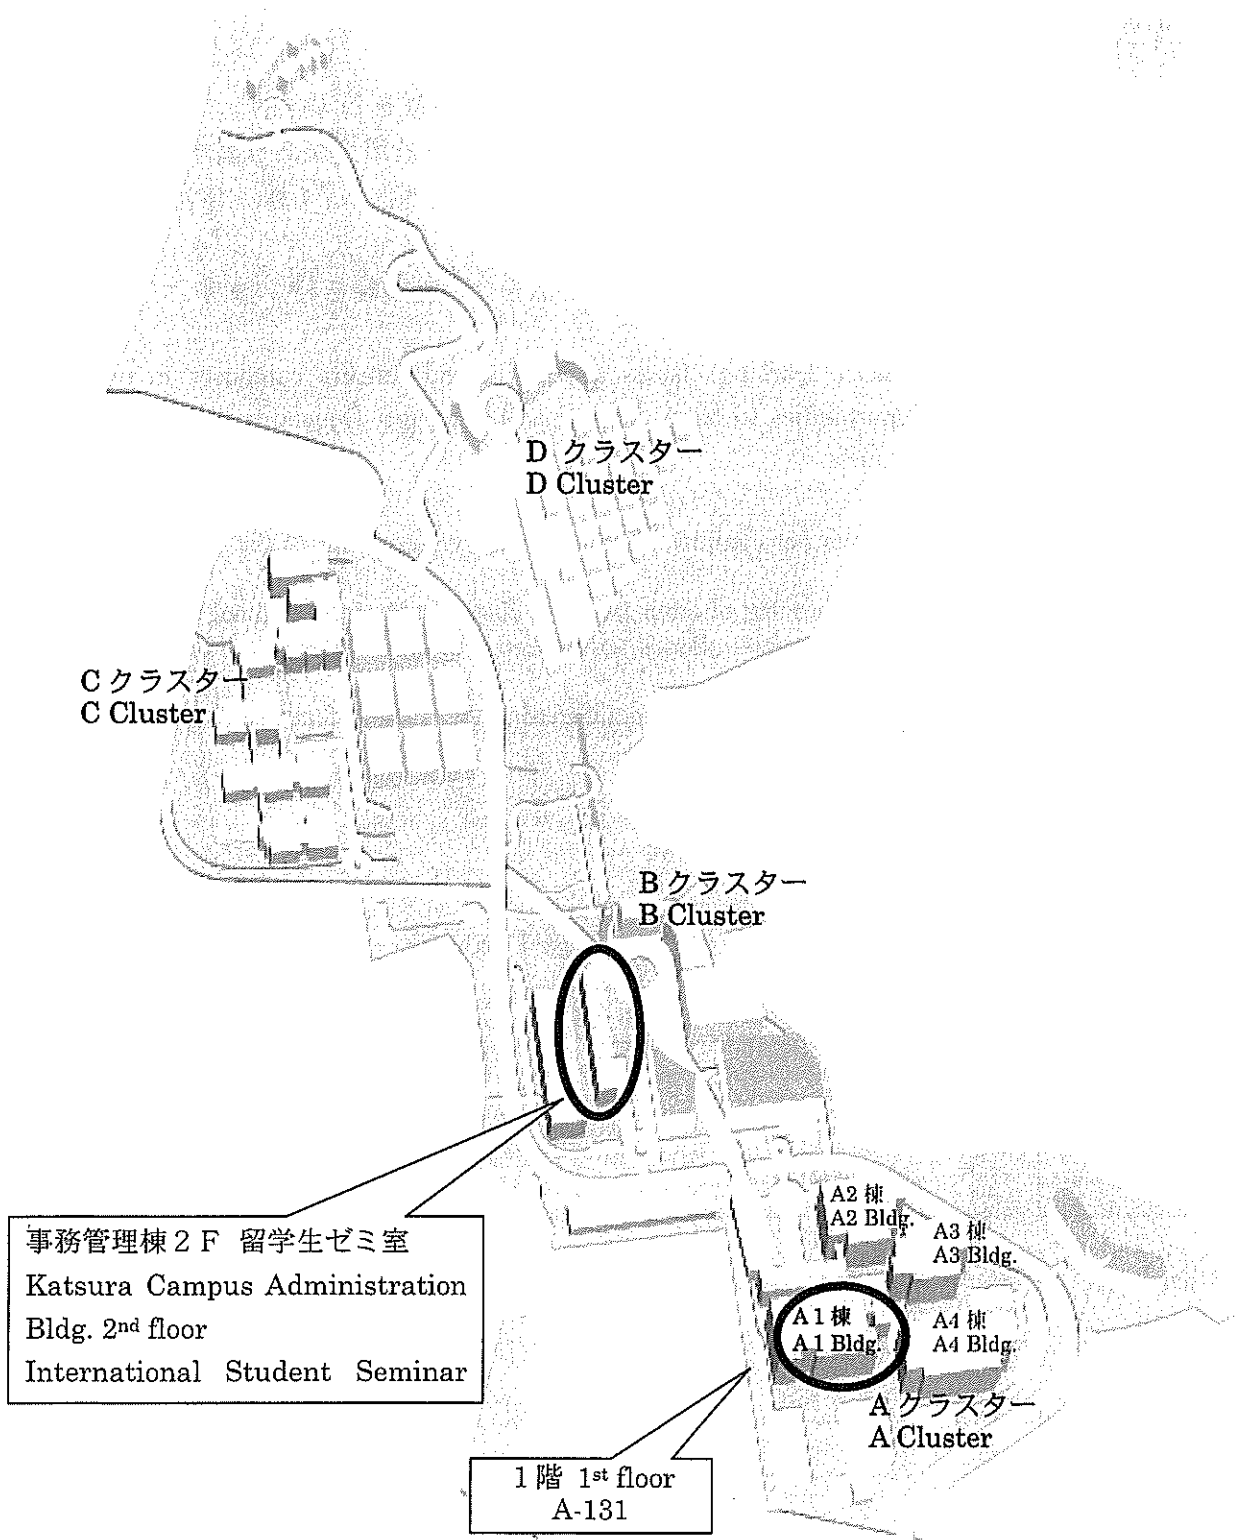 D クラスター
D Cluster
C クラスター
C Cluster
B クラスター
B Cluster
A2 棟
A2 Bldg.
A3 棟
A3 Bldg.
A 1 棟
A 1 Bldg.
A4 棟
A4 Bldg.
A クラスター
A Cluster
事務管理棟２Ｆ 留学生ゼミ室
Katsura Campus Administration
Bldg. 2nd floor
International Student Seminar
1 階 1st floor
A-131